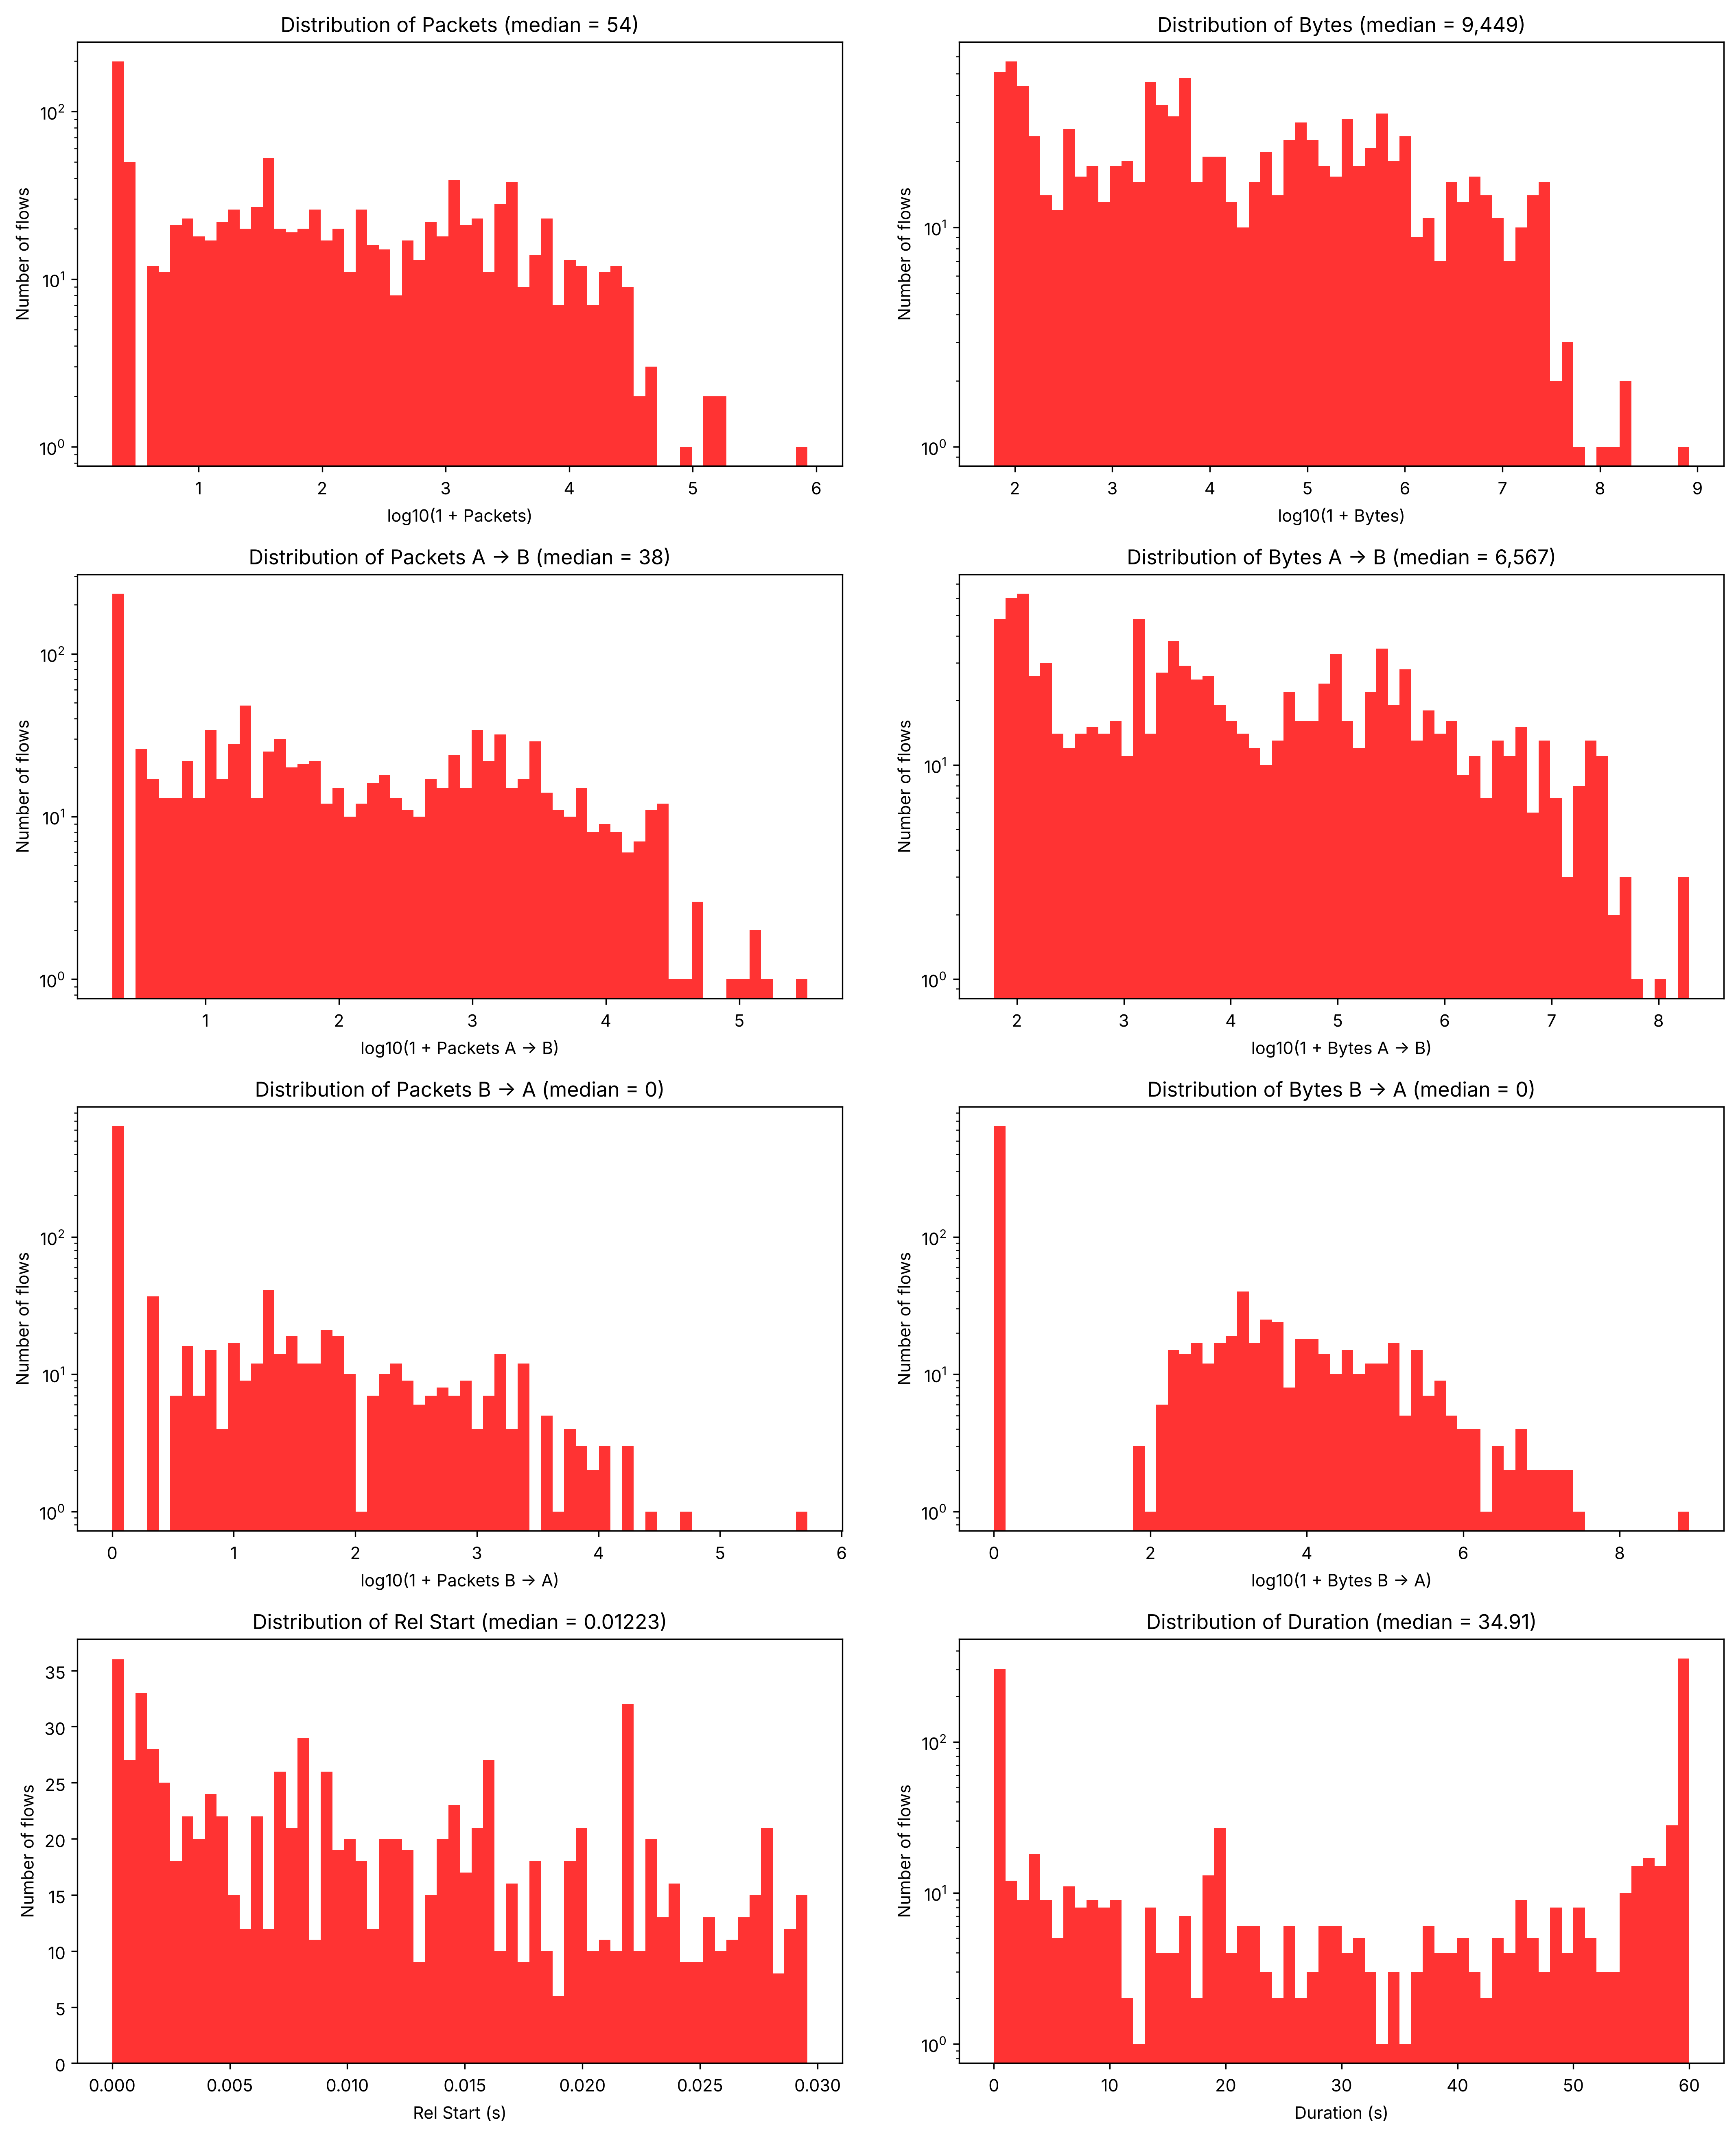 Distribution of Packets (median = 54)
Number of flows
10²
10¹
10⁰
1 2 3 4 5 6
log10(1 + Packets)
Distribution of Bytes (median = 9,449)
Number of flows
10¹
10⁰
2 3 4 5 6 7 8 9
log10(1 + Bytes)
Distribution of Packets A → B (median = 38)
Number of flows
10²
10¹
10⁰
1 2 3 4 5
log10(1 + Packets A → B)
Distribution of Bytes A → B (median = 6,567)
Number of flows
10¹
10⁰
2 3 4 5 6 7 8
log10(1 + Bytes A → B)
Distribution of Packets B → A (median = 0)
Number of flows
10²
10¹
10⁰
0 1 2 3 4 5 6
log10(1 + Packets B → A)
Distribution of Bytes B → A (median = 0)
Number of flows
10²
10¹
10⁰
0 2 4 6 8
log10(1 + Bytes B → A)
Distribution of Rel Start (median = 0.01223)
Number of flows
35
30
25
20
15
10
5
0
0.000 0.005 0.010 0.015 0.020 0.025 0.030
Rel Start (s)
Distribution of Duration (median = 34.91)
Number of flows
10²
10¹
10⁰
0 10 20 30 40 50 60
Duration (s)